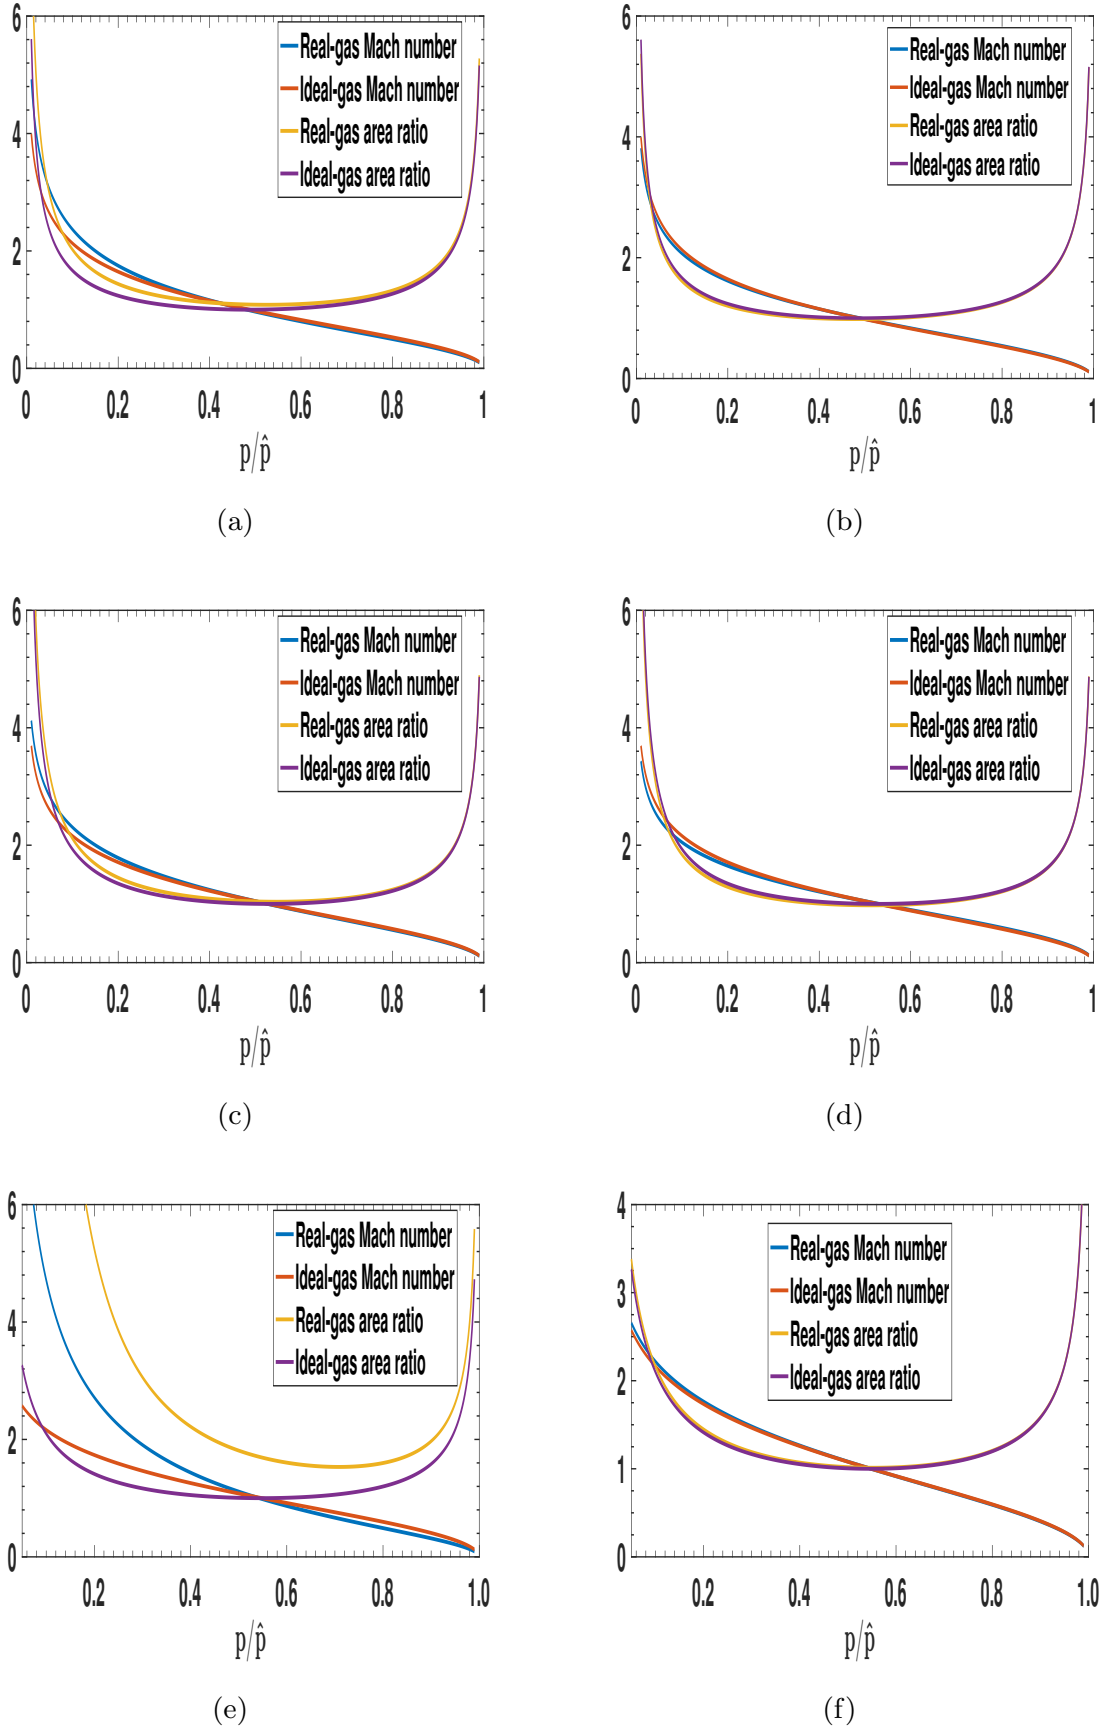 6
4
2
0
Real-gas Mach number
Ideal-gas Mach number
Real-gas area ratio
Ideal-gas area ratio
0 0.2 0.4 0.6 0.8 1
p/p̂
(a)
6
4
2
0
Real-gas Mach number
Ideal-gas Mach number
Real-gas area ratio
Ideal-gas area ratio
0 0.2 0.4 0.6 0.8 1
p/p̂
(b)
6
4
2
0
Real-gas Mach number
Ideal-gas Mach number
Real-gas area ratio
Ideal-gas area ratio
0 0.2 0.4 0.6 0.8 1
p/p̂
(c)
6
4
2
0
Real-gas Mach number
Ideal-gas Mach number
Real-gas area ratio
Ideal-gas area ratio
0 0.2 0.4 0.6 0.8 1
p/p̂
(d)
6
4
2
0
Real-gas Mach number
Ideal-gas Mach number
Real-gas area ratio
Ideal-gas area ratio
0.2 0.4 0.6 0.8 1.0
p/p̂
(e)
4
3
2
1
0
Real-gas Mach number
Ideal-gas Mach number
Real-gas area ratio
Ideal-gas area ratio
0.2 0.4 0.6 0.8 1.0
p/p̂
(f)